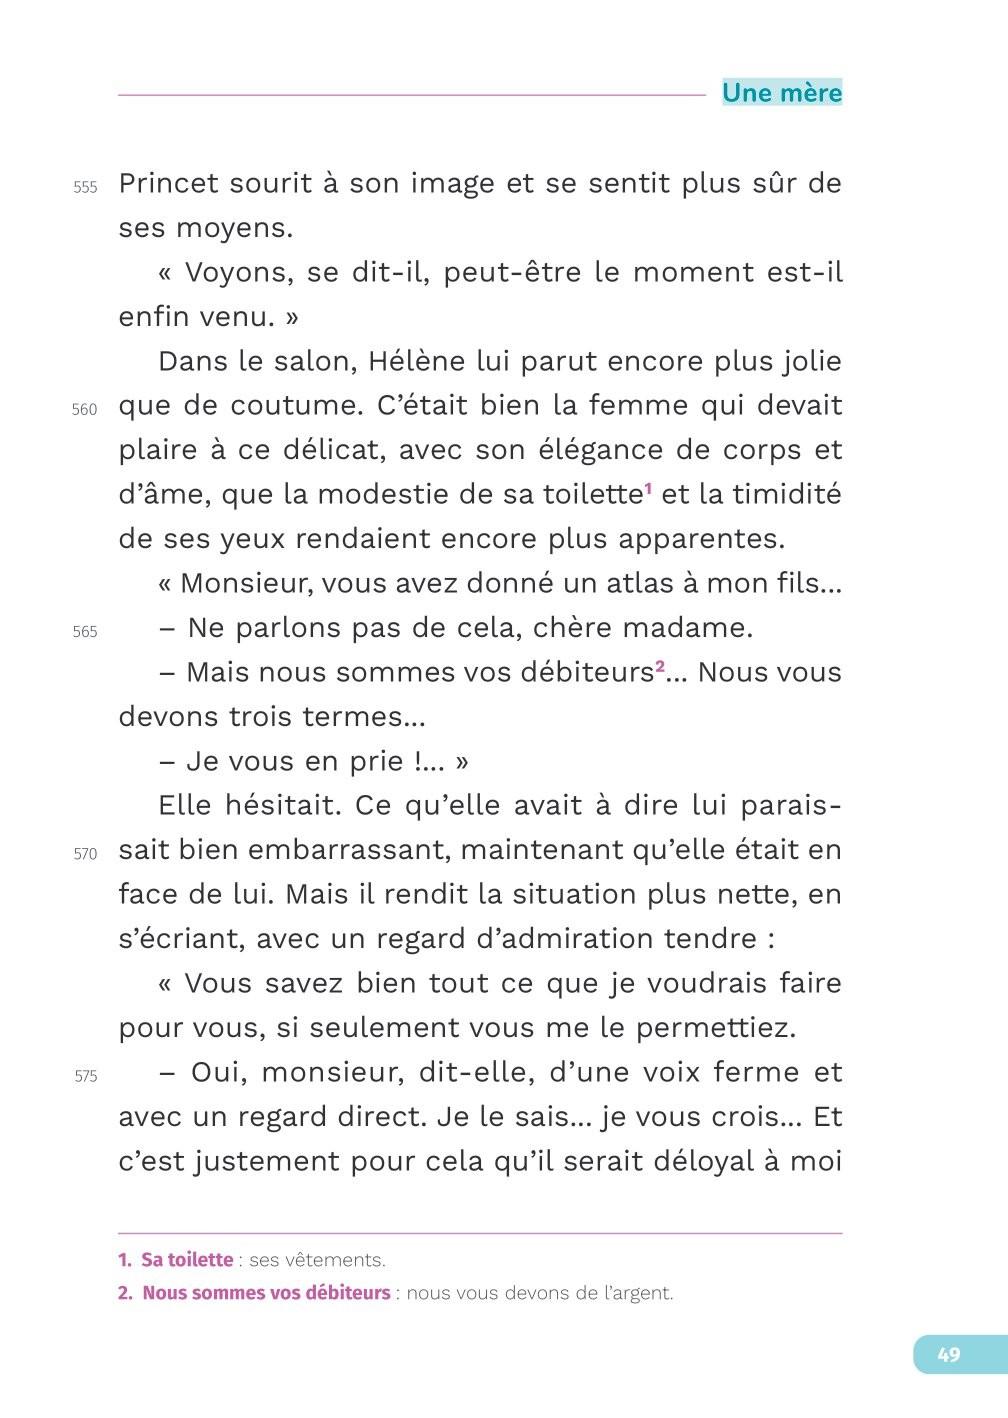 Une mère
555 Princet sourit à son image et se sentit plus sûr de
ses moyens.
« Voyons, se dit-il, peut-être le moment est-il
enfin venu. »
Dans le salon, Hélène lui parut encore plus jolie
560 que de coutume. C’était bien la femme qui devait
plaire à ce délicat, avec son élégance de corps et
d’âme, que la modestie de sa toilette1 et la timidité
de ses yeux rendaient encore plus apparentes.
« Monsieur, vous avez donné un atlas à mon fils...
565 – Ne parlons pas de cela, chère madame.
– Mais nous sommes vos débiteurs2... Nous vous
devons trois termes...
– Je vous en prie !... »
Elle hésitait. Ce qu’elle avait à dire lui parais-
570 sait bien embarrassant, maintenant qu’elle était en
face de lui. Mais il rendit la situation plus nette, en
s’écriant, avec un regard d’admiration tendre :
« Vous savez bien tout ce que je voudrais faire
pour vous, si seulement vous me le permettiez.
575 – Oui, monsieur, dit-elle, d’une voix ferme et
avec un regard direct. Je le sais... je vous crois... Et
c’est justement pour cela qu’il serait déloyal à moi
1. Sa toilette : ses vêtements.
2. Nous sommes vos débiteurs : nous vous devons de l’argent.
49